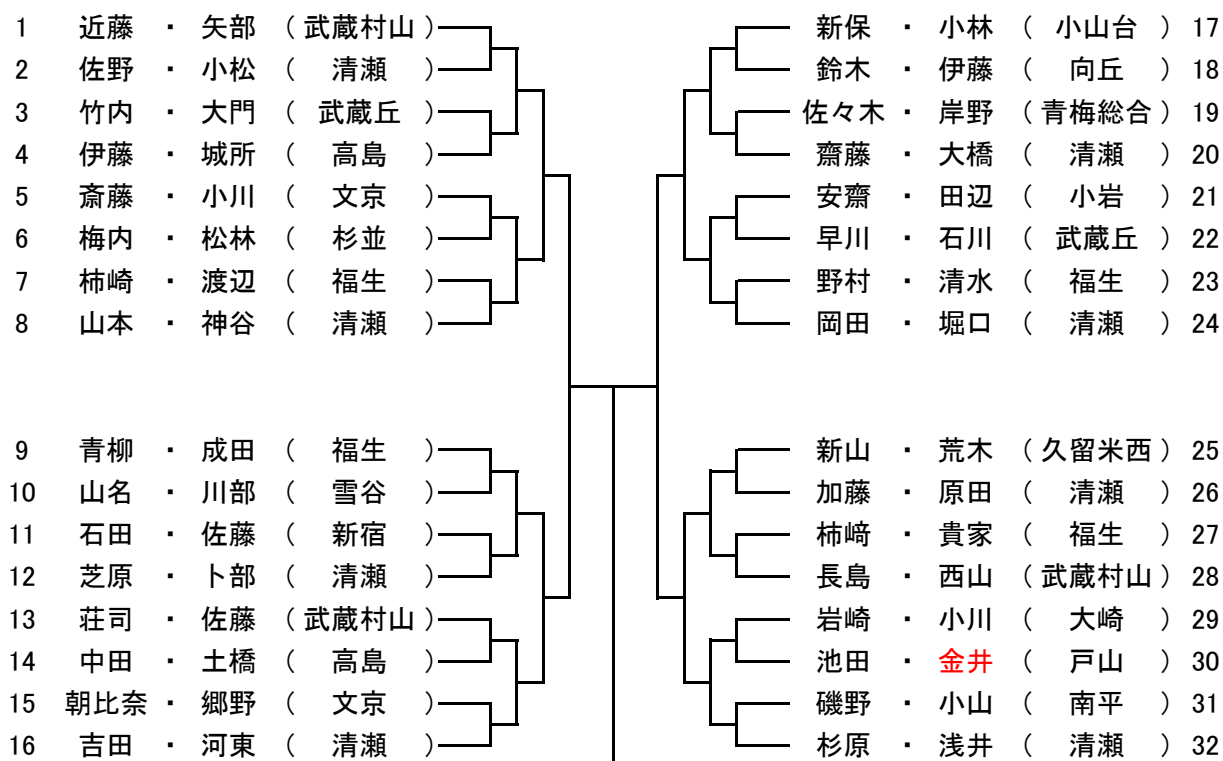 1 近藤 ・ 矢部 ( 武蔵村山 ) 新保 ・ 小林 ( 小山台 ) 17
2 佐野 ・ 小松 ( 清瀬 ) 鈴木 ・ 伊藤 ( 向丘 ) 18
3 竹内 ・ 大門 ( 武蔵丘 ) 佐々木 ・ 岸野 ( 青梅総合 ) 19
4 伊藤 ・ 城所 ( 高島 ) 齋藤 ・ 大橋 ( 清瀬 ) 20
5 斎藤 ・ 小川 ( 文京 ) 安齋 ・ 田辺 ( 小岩 ) 21
6 梅内 ・ 松林 ( 杉並 ) 早川 ・ 石川 ( 武蔵丘 ) 22
7 柿崎 ・ 渡辺 ( 福生 ) 野村 ・ 清水 ( 福生 ) 23
8 山本 ・ 神谷 ( 清瀬 ) 岡田 ・ 堀口 ( 清瀬 ) 24
9 青柳 ・ 成田 ( 福生 ) 新山 ・ 荒木 ( 久留米西 ) 25
10 山名 ・ 川部 ( 雪谷 ) 加藤 ・ 原田 ( 清瀬 ) 26
11 石田 ・ 佐藤 ( 新宿 ) 柿﨑 ・ 貴家 ( 福生 ) 27
12 芝原 ・ 卜部 ( 清瀬 ) 長島 ・ 西山 ( 武蔵村山 ) 28
13 荘司 ・ 佐藤 ( 武蔵村山 ) 岩崎 ・ 小川 ( 大崎 ) 29
14 中田 ・ 土橋 ( 高島 ) 池田 ・ 金井 ( 戸山 ) 30
15 朝比奈 ・ 郷野 ( 文京 ) 磯野 ・ 小山 ( 南平 ) 31
16 吉田 ・ 河東 ( 清瀬 ) 杉原 ・ 浅井 ( 清瀬 ) 32